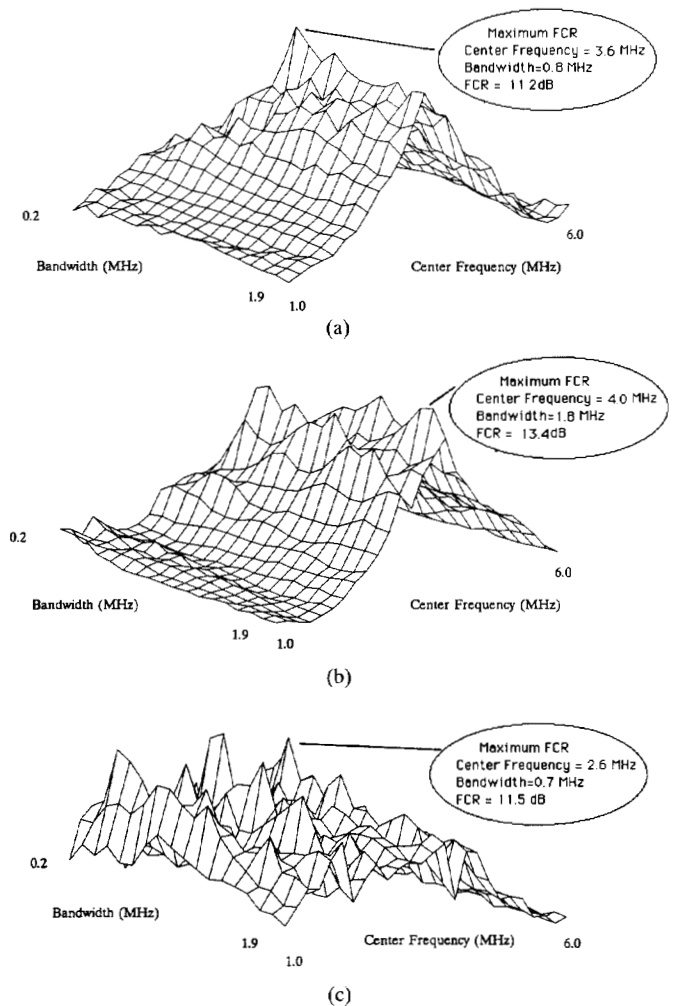 Maximum FCR
Center Frequency = 3.6 MHz
Bandwidth=0.8 MHz
FCR = 11.2dB
0.2
6.0
Bandwidth (MHz)
Center Frequency (MHz)
1.9
1.0
(a)
Maximum FCR
Center Frequency = 4.0 MHz
Bandwidth=1.8 MHz
FCR = 13.4dB
0.2
6.0
Bandwidth (MHz)
Center Frequency (MHz)
1.9
1.0
(b)
Maximum FCR
Center Frequency = 2.6 MHz
Bandwidth=0.7 MHz
FCR = 11.5 dB
0.2
Bandwidth (MHz)
1.9
Center Frequency (MHz)
6.0
1.0
(c)